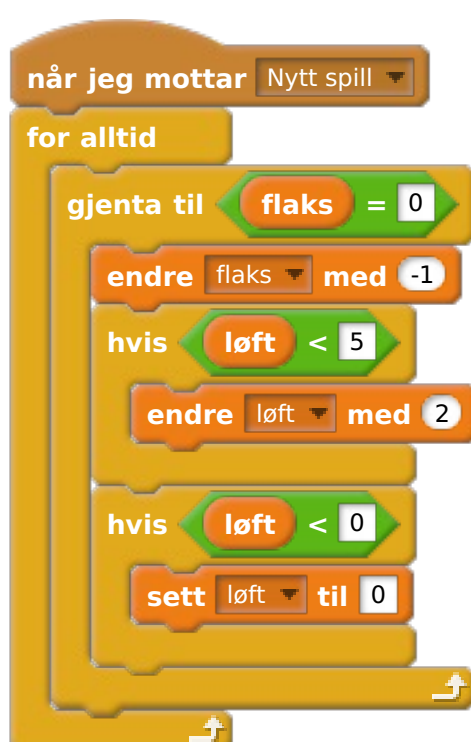 når jeg mottar Nytt spill
for alltid
gjenta til flaks = 0
endre flaks med -1
hvis løft < 5
endre løft med 2
hvis løft < 0
sett løft til 0